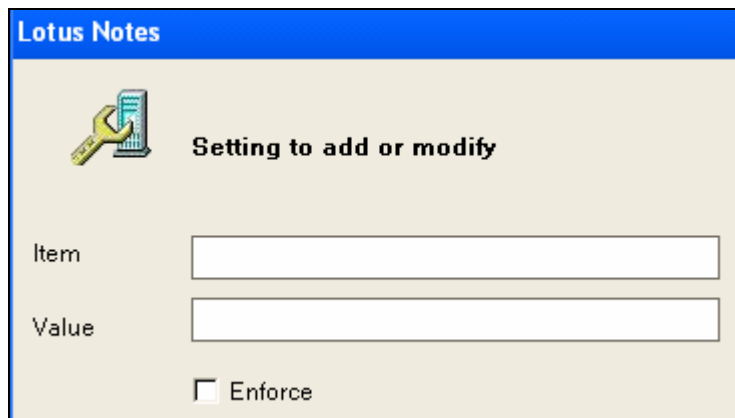 Lotus Notes
Setting to add or modify
Item
Value
Enforce